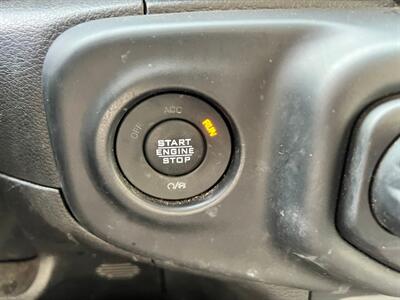 ACC
OFF
RUN
START
ENGINE
STOP